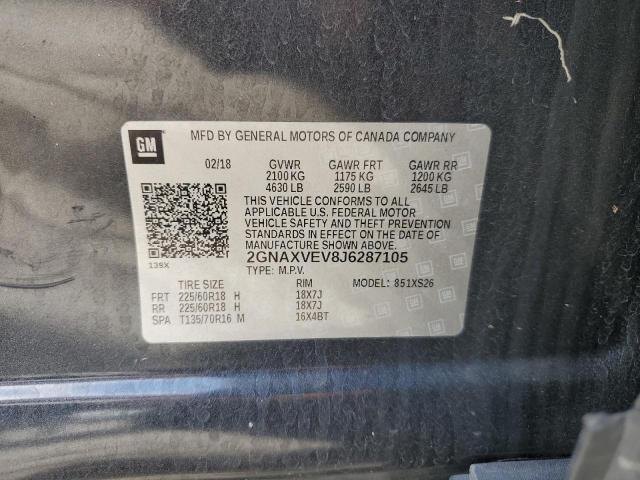 GM
MFD BY GENERAL MOTORS OF CANADA COMPANY
02/18 GVWR GAWR FRT GAWR RR
2100 KG 1175 KG 1200 KG
4630 LB 2590 LB 2645 LB
THIS VEHICLE CONFORMS TO ALL
APPLICABLE U.S. FEDERAL MOTOR
VEHICLE SAFETY AND THEFT PREVENTION
STANDARDS IN EFFECT ON THE DATE OF
MANUFACTURE SHOWN ABOVE.
139X
2GNAXVEV8J6287105
TYPE: M.P.V. MODEL: 851XS26
TIRE SIZE RIM
FRT 225/60R18 H 18X7J
RR 225/60R18 H 18X7J
SPA T135/70R16 M 16X4BT